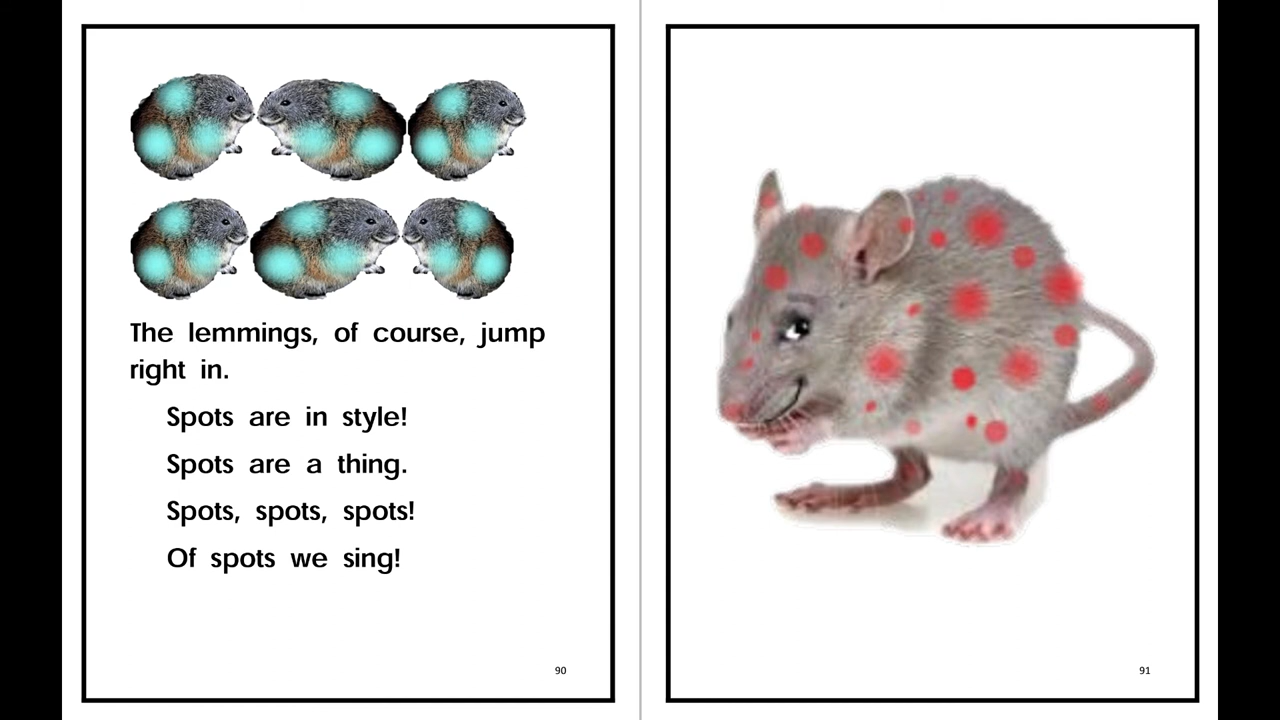 The lemmings, of course, jump
right in.
Spots are in style!
Spots are a thing.
Spots, spots, spots!
Of spots we sing!
90
91